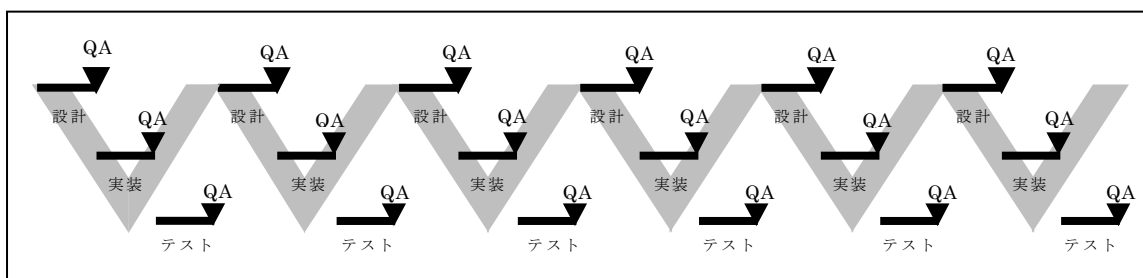 QA QA QA QA QA QA
設計 QA 設計 QA 設計 QA 設計 QA 設計 QA 設計 QA
実装 QA 実装 QA 実装 QA 実装 QA 実装 QA 実装 QA
テスト テスト テスト テスト テスト テスト